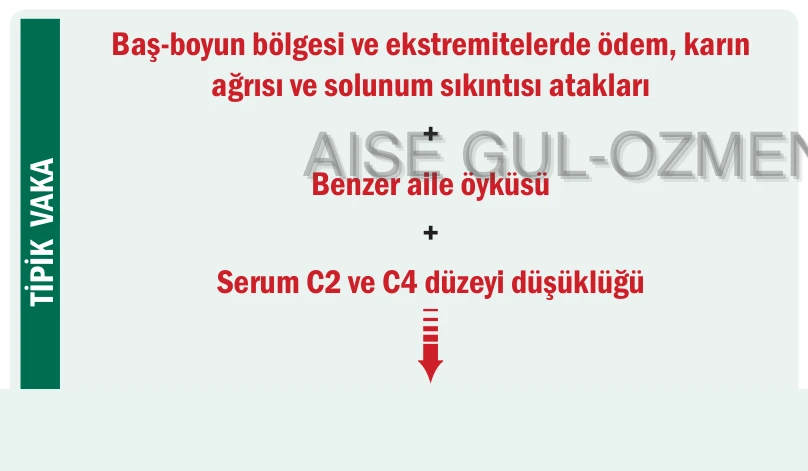 Baş-boyun bölgesi ve ekstremitelerde ödem, karın
ağrısı ve solunum sıkıntısı atakları
+
AISE GUL-OZMEN
Benzer aile öyküsü
+
Serum C2 ve C4 düzeyi düşüklüğü
TİPİK VAKA